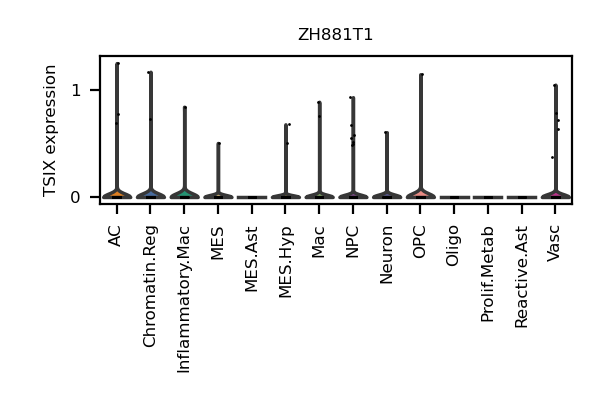 ZH881T1
TSIX expression
1
0
AC
Chromatin.Reg
Inflammatory.Mac
MES
MES.Ast
MES.Hyp
Mac
NPC
Neuron
OPC
Oligo
Prolif.Metab
Reactive.Ast
Vasc